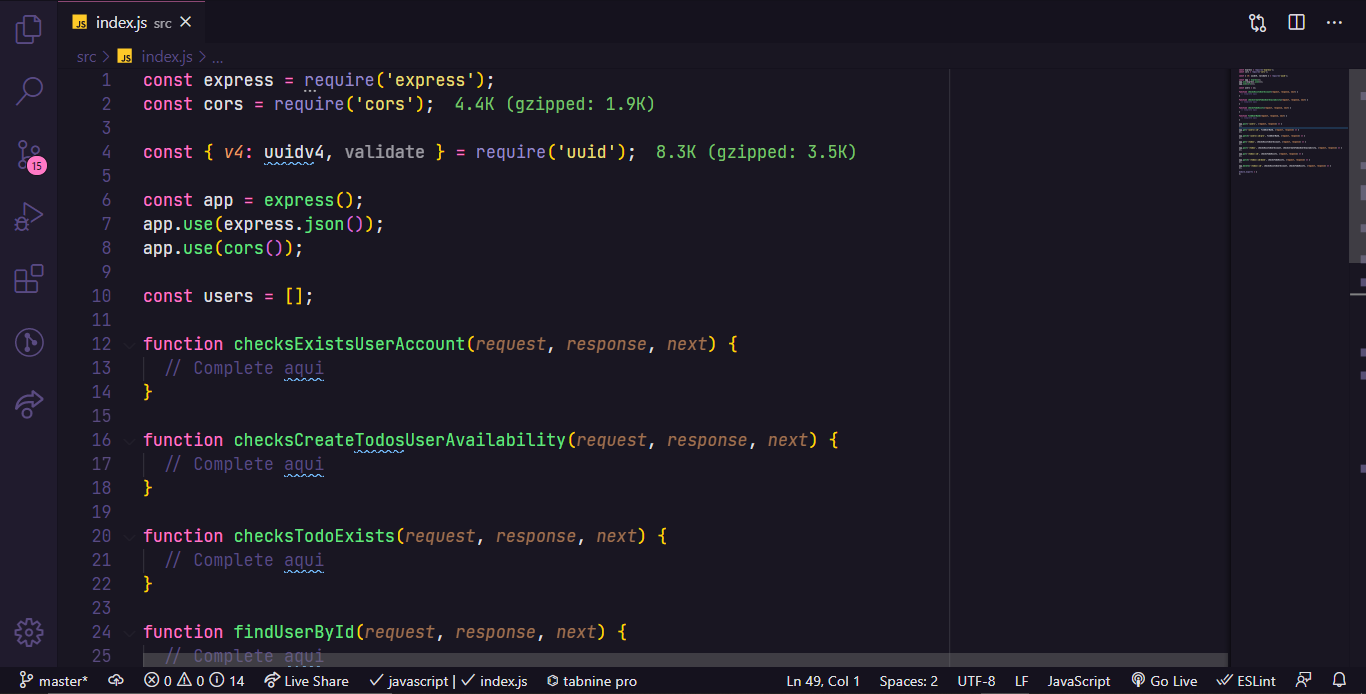 JS index.js src
src > JS index.js > ...
1 const express = require('express');
2 const cors = require('cors'); 4.4K (gzipped: 1.9K)
3
4 const { v4: uuidv4, validate } = require('uuid'); 8.3K (gzipped: 3.5K)
5
6 const app = express();
7 app.use(express.json());
8 app.use(cors());
9
10 const users = [];
11
12 function checksExistsUserAccount(request, response, next) {
13 // Complete aqui
14 }
15
16 function checksCreateTodosUserAvailability(request, response, next) {
17 // Complete aqui
18 }
19
20 function checksTodoExists(request, response, next) {
21 // Complete aqui
22 }
23
24 function findUserById(request, response, next) {
25 // Complete aqui
15
master* 0 0 14 Live Share javascript | index.js tabnine pro Ln 49, Col 1 Spaces: 2 UTF-8 LF JavaScript Go Live ESLint